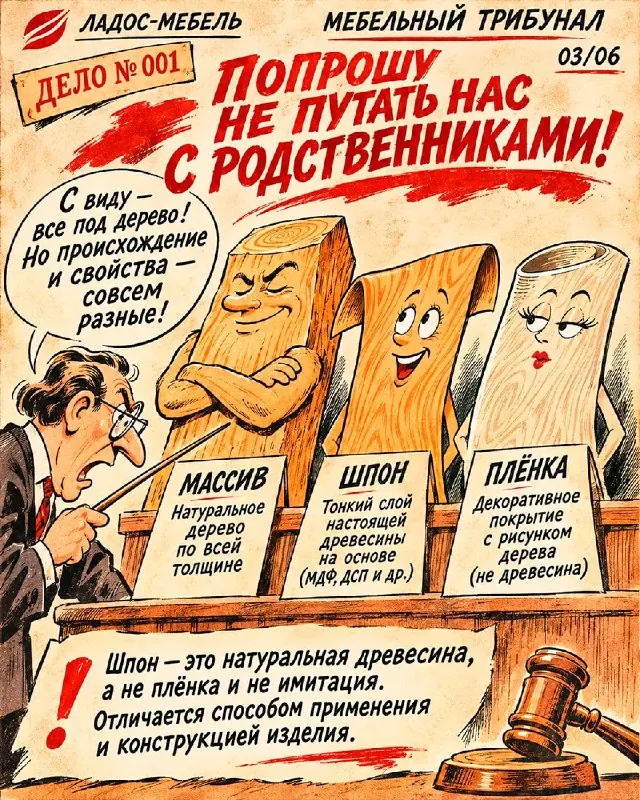 ЛАДОС-МЕБЕЛЬ
МЕБЕЛЬНЫЙ ТРИБУНАЛ
03/06
ДЕЛО № 001
ПОПРОШУ
НЕ ПУТАТЬ НАС
С РОДСТВЕННИКАМИ!
С виду –
все под дерево!
Но происхождение
и свойства –
совсем
разные!
МАССИВ
Натуральное
дерево
по всей
толщине
ШПОН
Тонкий слой
настоящей
древесины
на основе
(МДФ, ДСП и др.)
ПЛЁНКА
Декоративное
покрытие
с рисунком
дерева
(не древесина)
!
Шпон – это натуральная древесина,
а не плёнка и не имитация.
Отличается способом применения
и конструкцией изделия.